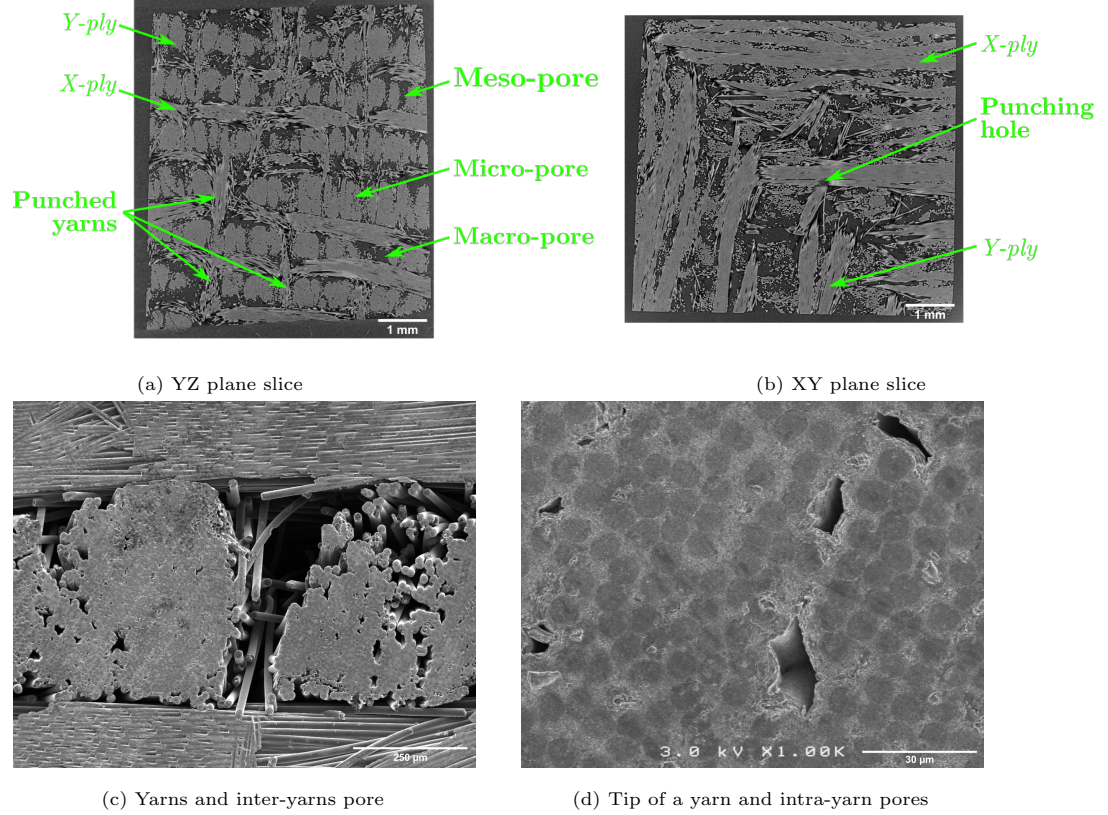 Y-ply
X-ply
Punched
yarns
Meso-pore
Micro-pore
Macro-pore
1 mm
X-ply
Punching
hole
Y-ply
1 mm
(a) YZ plane slice
(b) XY plane slice
250 µm
3.0 kV X1.00K
30 µm
(c) Yarns and inter-yarns pore
(d) Tip of a yarn and intra-yarn pores